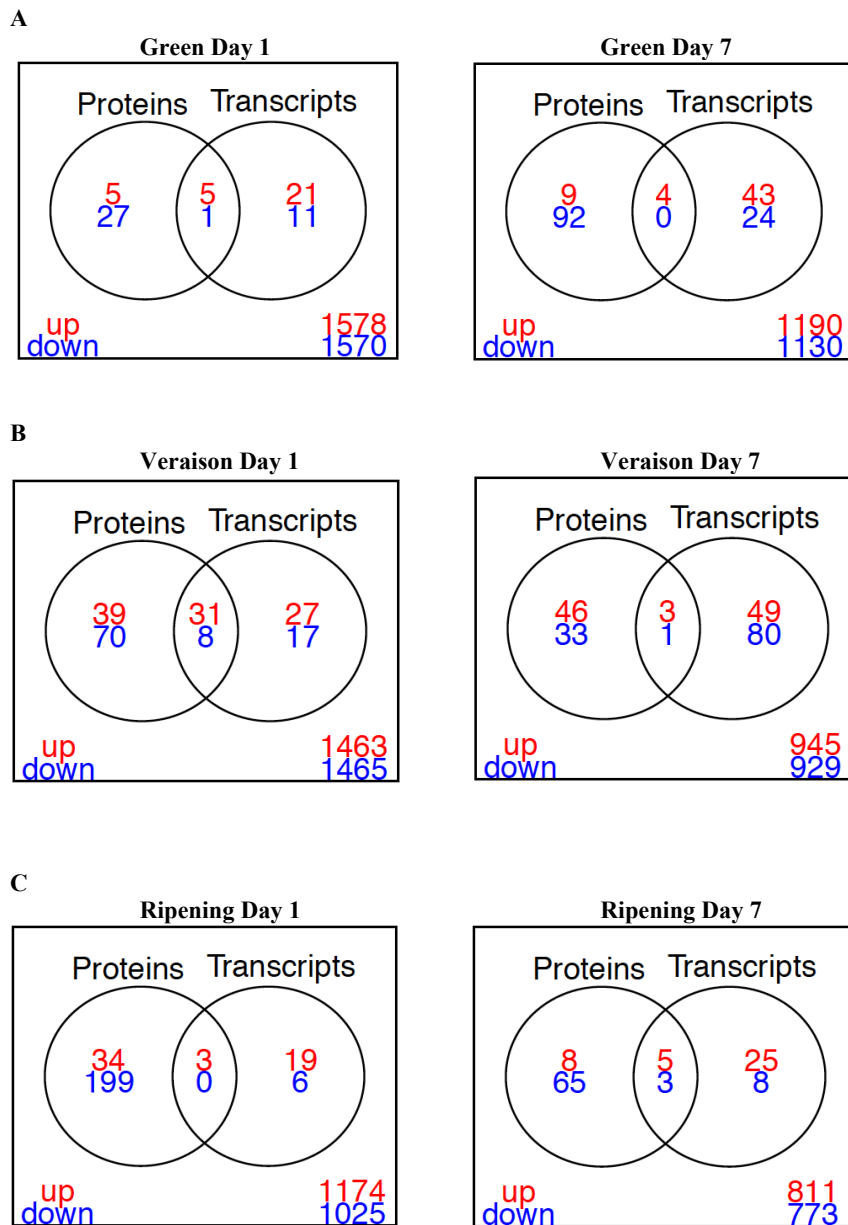 A
Green Day 1
Green Day 7
Proteins Transcripts
5 5 21
27 1 11
up 1578
down 1570
Proteins Transcripts
9 4 43
92 0 24
up 1190
down 1130
B
Veraison Day 1
Veraison Day 7
Proteins Transcripts
39 31 27
70 8 17
up 1463
down 1465
Proteins Transcripts
46 3 49
33 1 80
up 945
down 929
C
Ripening Day 1
Ripening Day 7
Proteins Transcripts
34 3 19
199 0 6
up 1174
down 1025
Proteins Transcripts
8 5 25
65 3 8
up 811
down 773